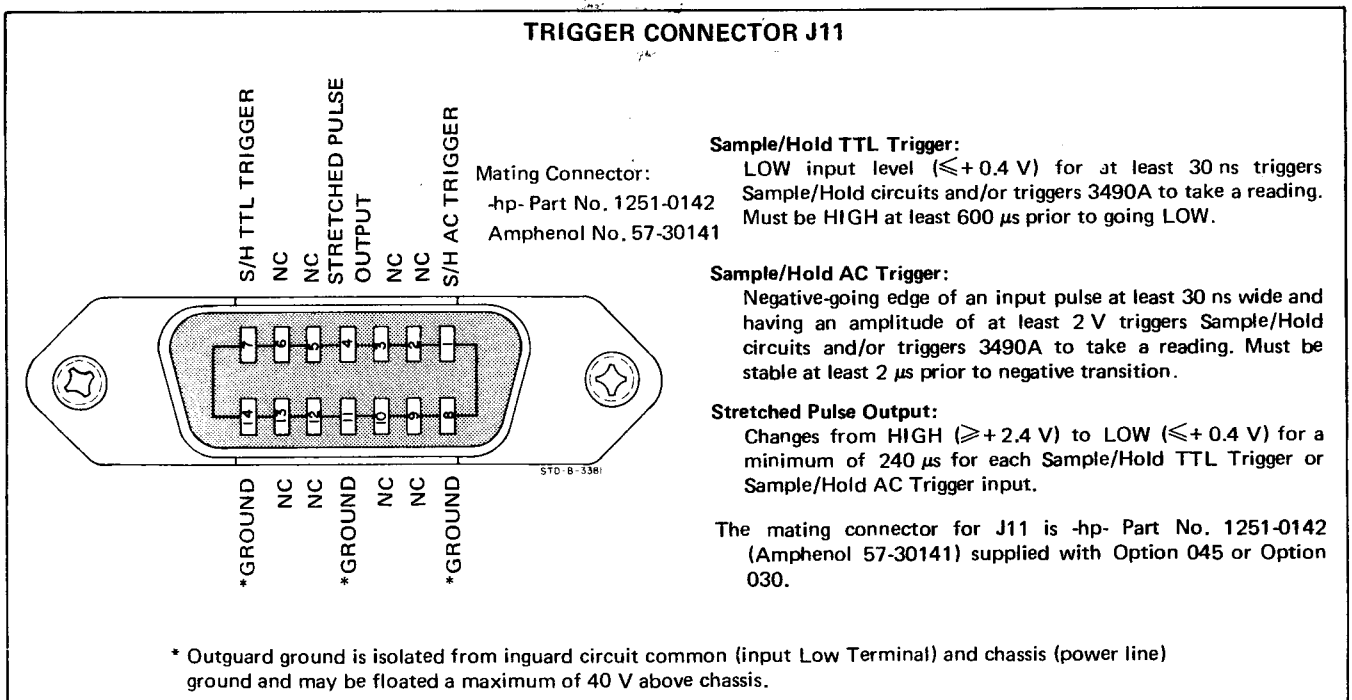 TRIGGER CONNECTOR J11
S/H TTL TRIGGER
NC
NC
STRETCHED PULSE
OUTPUT
NC
NC
S/H AC TRIGGER
Mating Connector:
-hp- Part No. 1251-0142
Amphenol No. 57-30141
7 6 5 4 3 2 1
14 13 12 11 10 9 8
STD-B-3381
*GROUND
NC
NC
*GROUND
NC
NC
*GROUND
Sample/Hold TTL Trigger:
LOW input level (⩽+ 0.4 V) for at least 30 ns triggers
Sample/Hold circuits and/or triggers 3490A to take a reading.
Must be HIGH at least 600 μs prior to going LOW.
Sample/Hold AC Trigger:
Negative-going edge of an input pulse at least 30 ns wide and
having an amplitude of at least 2 V triggers Sample/Hold
circuits and/or triggers 3490A to take a reading. Must be
stable at least 2 μs prior to negative transition.
Stretched Pulse Output:
Changes from HIGH (⩾+ 2.4 V) to LOW (⩽+ 0.4 V) for a
minimum of 240 μs for each Sample/Hold TTL Trigger or
Sample/Hold AC Trigger input.
The mating connector for J11 is -hp- Part No. 1251-0142
(Amphenol 57-30141) supplied with Option 045 or Option
030.
* Outguard ground is isolated from inguard circuit common (input Low Terminal) and chassis (power line)
ground and may be floated a maximum of 40 V above chassis.